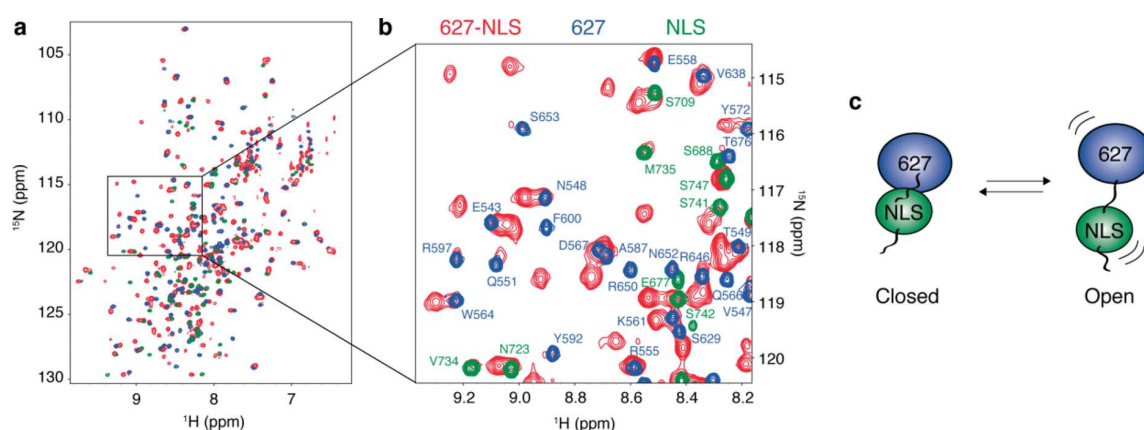 a
105
110
115
120
125
130
¹⁵N (ppm)
9 8 7
¹H (ppm)
b
627-NLS 627 NLS
E558
V638
S709
Y572
S653
T676
S688
M735
S747
N548
S741
E543
F600
T549
D567
A587
N652
R646
R597
Q551
R650
E677
Q566
W564
S742
V547
K561
S629
Y592
V734
N723
R555
115
116
117
118
119
120
¹⁵N (ppm)
9.2 9.0 8.8 8.6 8.4 8.2
¹H (ppm)
c
627
NLS
Closed
627
NLS
Open